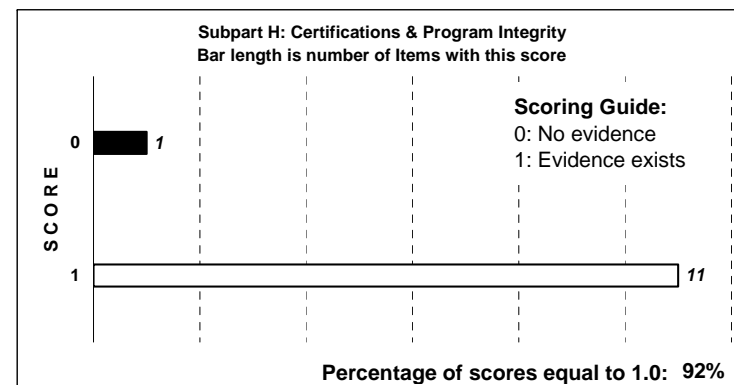 Subpart H: Certifications & Program Integrity
Bar length is number of Items with this score
Scoring Guide:
0: No evidence
1: Evidence exists
SCORE
0
1
1
11
Percentage of scores equal to 1.0: 92%